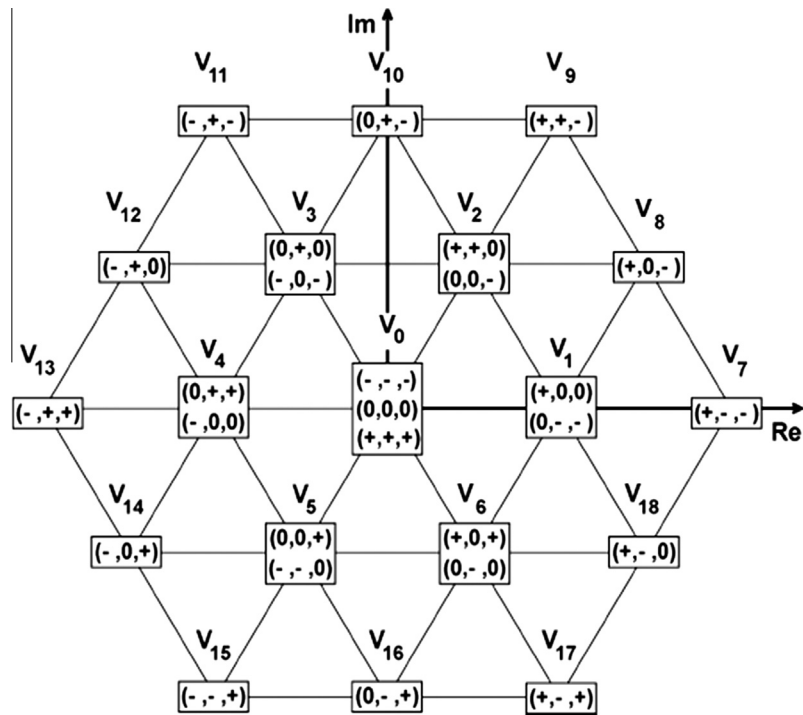 Im
V11 V10 V9
(- ,+,-) (0,+,-) (+,+,-)
V12 V3 V2 V8
(- ,+,0) (0,+,0) (+,+,0) (+,0,-)
(- ,0,-) (0,0,-)
V0
V13 V4 V1 V7
(- ,+,+) (0,+,+) (- ,- ,-) (+,0,0) (+,- ,-)
(- ,0,0) (0,0,0) (0,- ,-)
(+,+,+)
Re
V14 V5 V6 V18
(- ,0,+) (0,0,+) (+,0,+) (+,- ,0)
(- ,- ,0) (0,- ,0)
V15 V16 V17
(- ,- ,+) (0,- ,+) (+,- ,+)